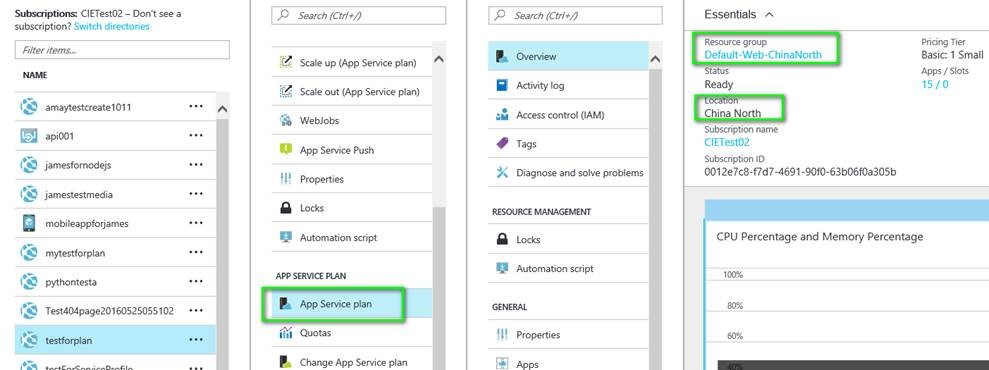 Subscriptions: CIETest02 – Don't see a
subscription? Switch directories
Filter items...
NAME
amaytestcreate1011
api001
jamesfornodejs
jamestestmedia
mobileappforjames
mytestforplan
pythontesta
Test404page20160525055102
testforplan
testForServiceProfile
Search (Ctrl+/)
Scale up (App Service plan)
Scale out (App Service plan)
WebJobs
App Service Push
Properties
Locks
Automation script
APP SERVICE PLAN
App Service plan
Quotas
Change App Service plan
Search (Ctrl+/)
Overview
Activity log
Access control (IAM)
Tags
Diagnose and solve problems
RESOURCE MANAGEMENT
Locks
Automation script
GENERAL
Properties
Apps
Essentials
Resource group
Default-Web-ChinaNorth
Status
Ready
Location
China North
Subscription name
CIETest02
Subscription ID
0012e7c8-f7d7-4691-90f0-63b06f0a305b
Pricing Tier
Basic: 1 Small
Apps / Slots
15 / 0
CPU Percentage and Memory Percentage
100%
80%
60%